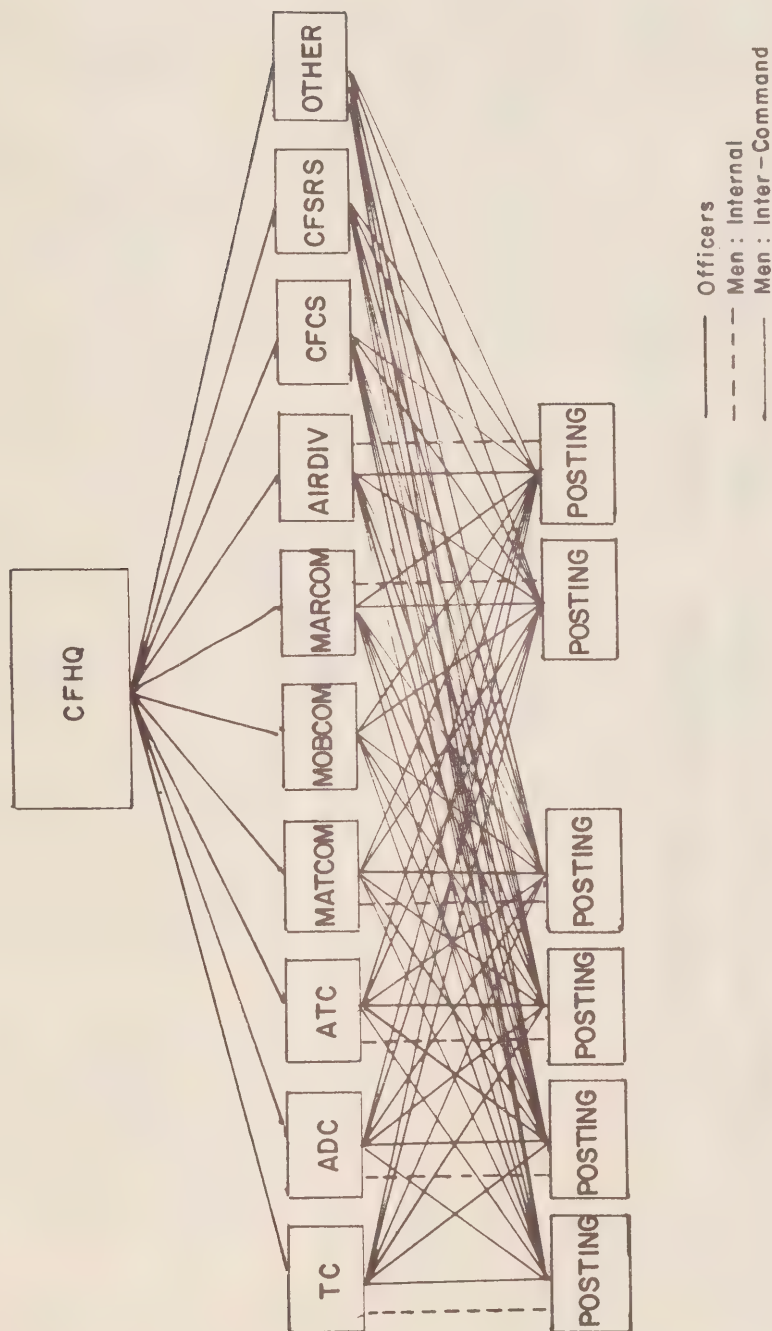 CFHQ
TC
ADC
ATC
MATCOM
MOBCOM
MARCOM
AIRDIV
CFCS
CFSRS
OTHER
POSTING
POSTING
POSTING
POSTING
POSTING
POSTING
Officers
Men: Internal
Men: Inter-Command